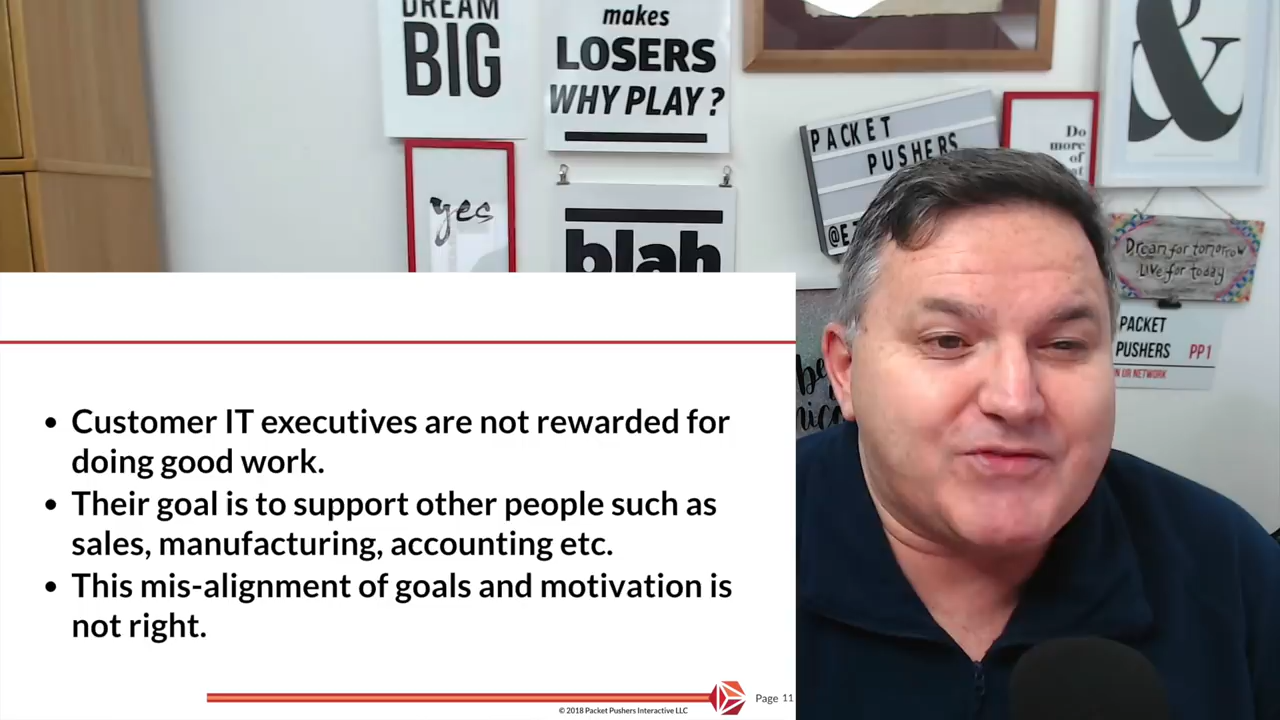 DREAM
BIG
makes
LOSERS
WHY PLAY ?
yes
blah
PACKET
PUSHERS
Do
more
of
&
Dream for tomorrow
LIVE for today
PACKET
PUSHERS PP1
UR NETWORK
• Customer IT executives are not rewarded for
doing good work.
• Their goal is to support other people such as
sales, manufacturing, accounting etc.
• This mis-alignment of goals and motivation is
not right.
Page 11
© 2018 Packet Pushers Interactive LLC